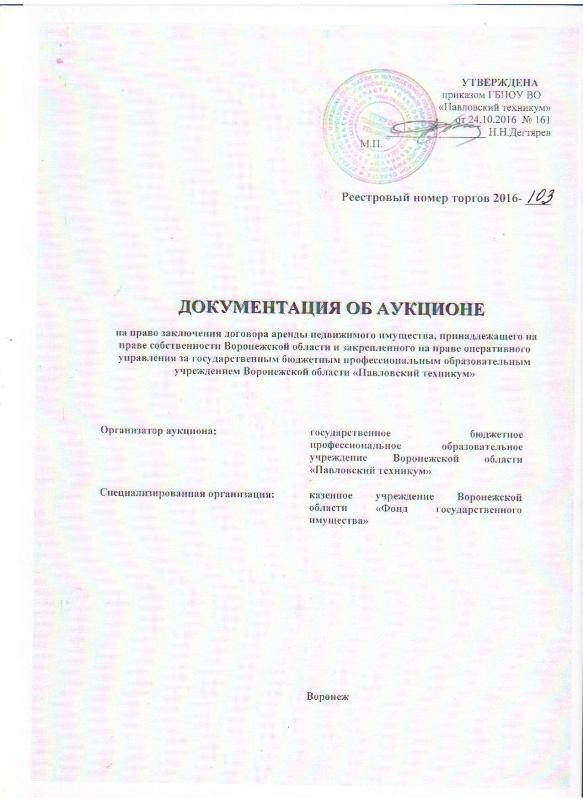 УТВЕРЖДЕНА
приказом ГБПОУ ВО
«Павловский техникум»
от 24.10.2016 № 161
Н.Н.Дегтярев
М.П.
Реестровый номер торгов 2016- 103
ДОКУМЕНТАЦИЯ ОБ АУКЦИОНЕ
на право заключения договора аренды недвижимого имущества, принадлежащего на
праве собственности Воронежской области и закрепленного на праве оперативного
управления за государственным бюджетным профессиональным образовательным
учреждением Воронежской области «Павловский техникум»
Организатор аукциона:
государственное бюджетное
профессиональное образовательное
учреждение Воронежской области
«Павловский техникум»
Специализированная организация:
казенное учреждение Воронежской
области «Фонд государственного
имущества»
Воронеж